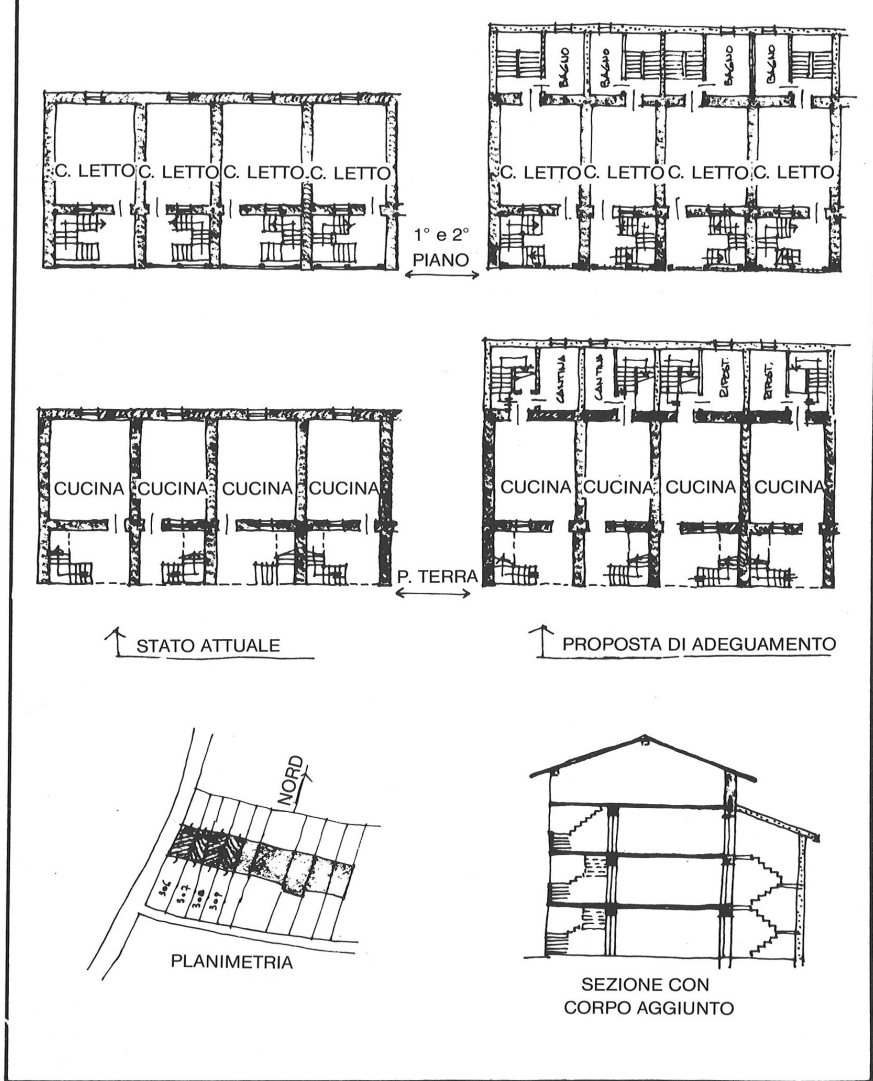 BAGNO BAGNO BAGNO BAGNO
C. LETTO C. LETTO C. LETTO C. LETTO
C. LETTO C. LETTO C. LETTO C. LETTO
1° e 2°
PIANO
CANTINA CANTINA RIPOST. RIPOST.
CUCINA CUCINA CUCINA CUCINA
CUCINA CUCINA CUCINA CUCINA
P. TERRA
STATO ATTUALE
PROPOSTA DI ADEGUAMENTO
NORD
306
307
308
309
PLANIMETRIA
SEZIONE CON
CORPO AGGIUNTO